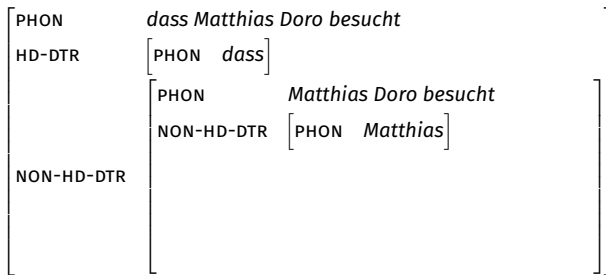 PHON dass Matthias Doro besucht
HD-DTR [PHON dass]
PHON Matthias Doro besucht
NON-HD-DTR [PHON Matthias]
NON-HD-DTR